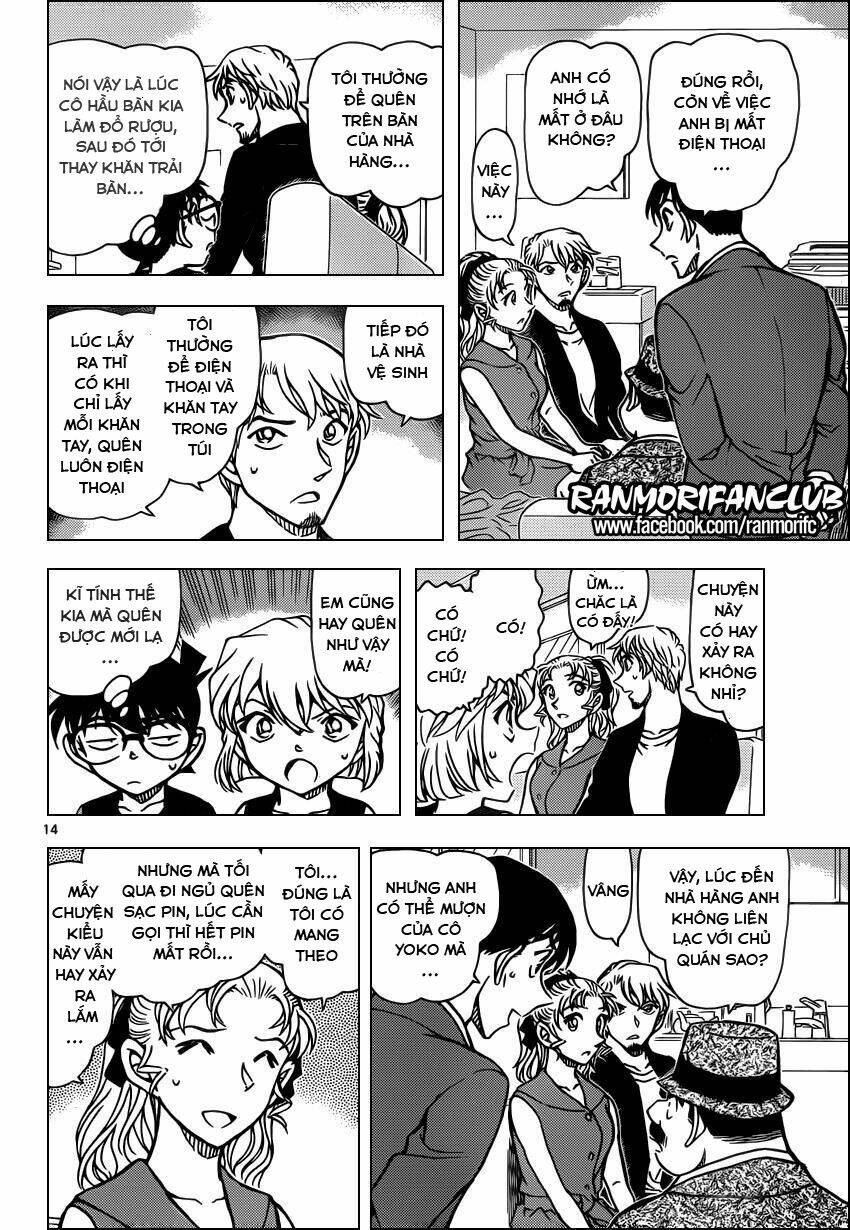 ĐÚNG RỒI,
CÒN VỀ VIỆC
ANH BỊ MẤT
ĐIỆN THOẠI
...
ANH CÓ
NHỚ LÀ
MẤT Ở ĐÂU
KHÔNG?
VIỆC
NÀY
...
RANMORIFANCLUB
www.facebook.com/ranmorifc
TÔI THƯỜNG
ĐỂ QUÊN
TRÊN BÀN
CỦA NHÀ
HÀNG...
NÓI VẬY LÀ LÚC
CÔ HẦU BÀN KIA
LÀM ĐỔ RƯỢU,
SAU ĐÓ TỚI
THAY KHĂN TRẢI
BÀN...
TIẾP ĐÓ
LÀ NHÀ
VỆ SINH
TÔI
THƯỜNG
ĐỂ ĐIỆN
THOẠI VÀ
KHĂN TAY
TRONG
TÚI
LÚC LẤY
RA THÌ
CÓ KHI
CHỈ LẤY
MỖI KHĂN
TAY, QUÊN
LUÔN ĐIỆN
THOẠI
CHUYỆN
NÀY
CÓ HAY
XẢY RA
KHÔNG
NHỈ?
ỪM...
CHẮC LÀ
CÓ ĐẤY!
CÓ!
CÓ
CHỨ!
CÓ
CHỨ!
EM CŨNG
HAY QUÊN
NHƯ VẬY
MÀ!
KĨ TÍNH THẾ
KIA MÀ QUÊN
ĐƯỢC MỚI LẠ
...
14
VẬY, LÚC ĐẾN
NHÀ HÀNG ANH
KHÔNG LIÊN
LẠC VỚI CHỦ
QUÁN SAO?
VÂNG
NHƯNG ANH
CÓ THỂ MƯỢN
CỦA CÔ
YOKO MÀ
...
TÔI...
...ĐÚNG LÀ
TÔI CÓ
MANG
THEO
NHƯNG MÀ TỐI
QUA ĐI NGỦ QUÊN
SẠC PIN, LÚC CẦN
GỌI THÌ HẾT PIN
MẤT RỒI...
MẤY
CHUYỆN
KIỂU
NÀY VẪN
HAY XẢY
RA
LẮM
...